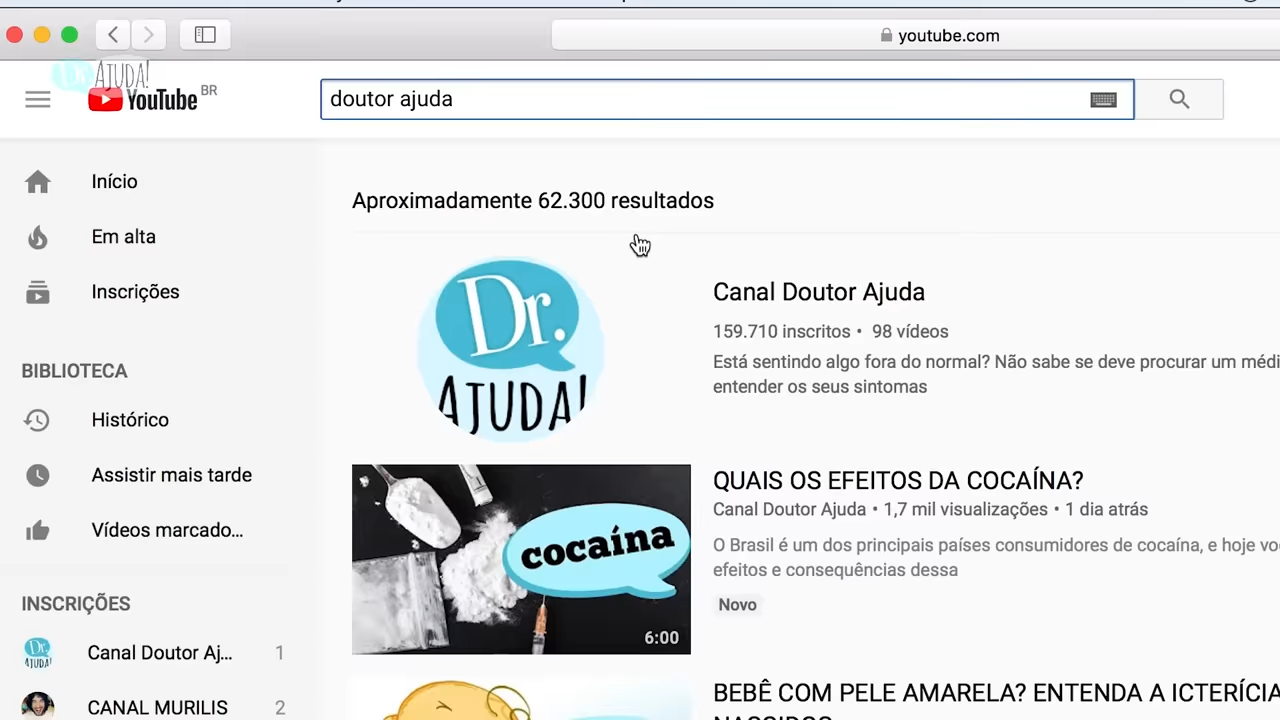 youtube.com
Dr. AJUDA!
YouTube BR
doutor ajuda
Início
Em alta
Inscrições
BIBLIOTECA
Histórico
Assistir mais tarde
Vídeos marcado...
INSCRIÇÕES
Canal Doutor Aj... 1
CANAL MURILIS 2
Aproximadamente 62.300 resultados
Dr.
AJUDA!
Canal Doutor Ajuda
159.710 inscritos • 98 vídeos
Está sentindo algo fora do normal? Não sabe se deve procurar um médi
entender os seus sintomas
cocaína
6:00
QUAIS OS EFEITOS DA COCAÍNA?
Canal Doutor Ajuda • 1,7 mil visualizações • 1 dia atrás
O Brasil é um dos principais países consumidores de cocaína, e hoje vo
efeitos e consequências dessa
Novo
BEBÊ COM PELE AMARELA? ENTENDA A ICTERÍCIA